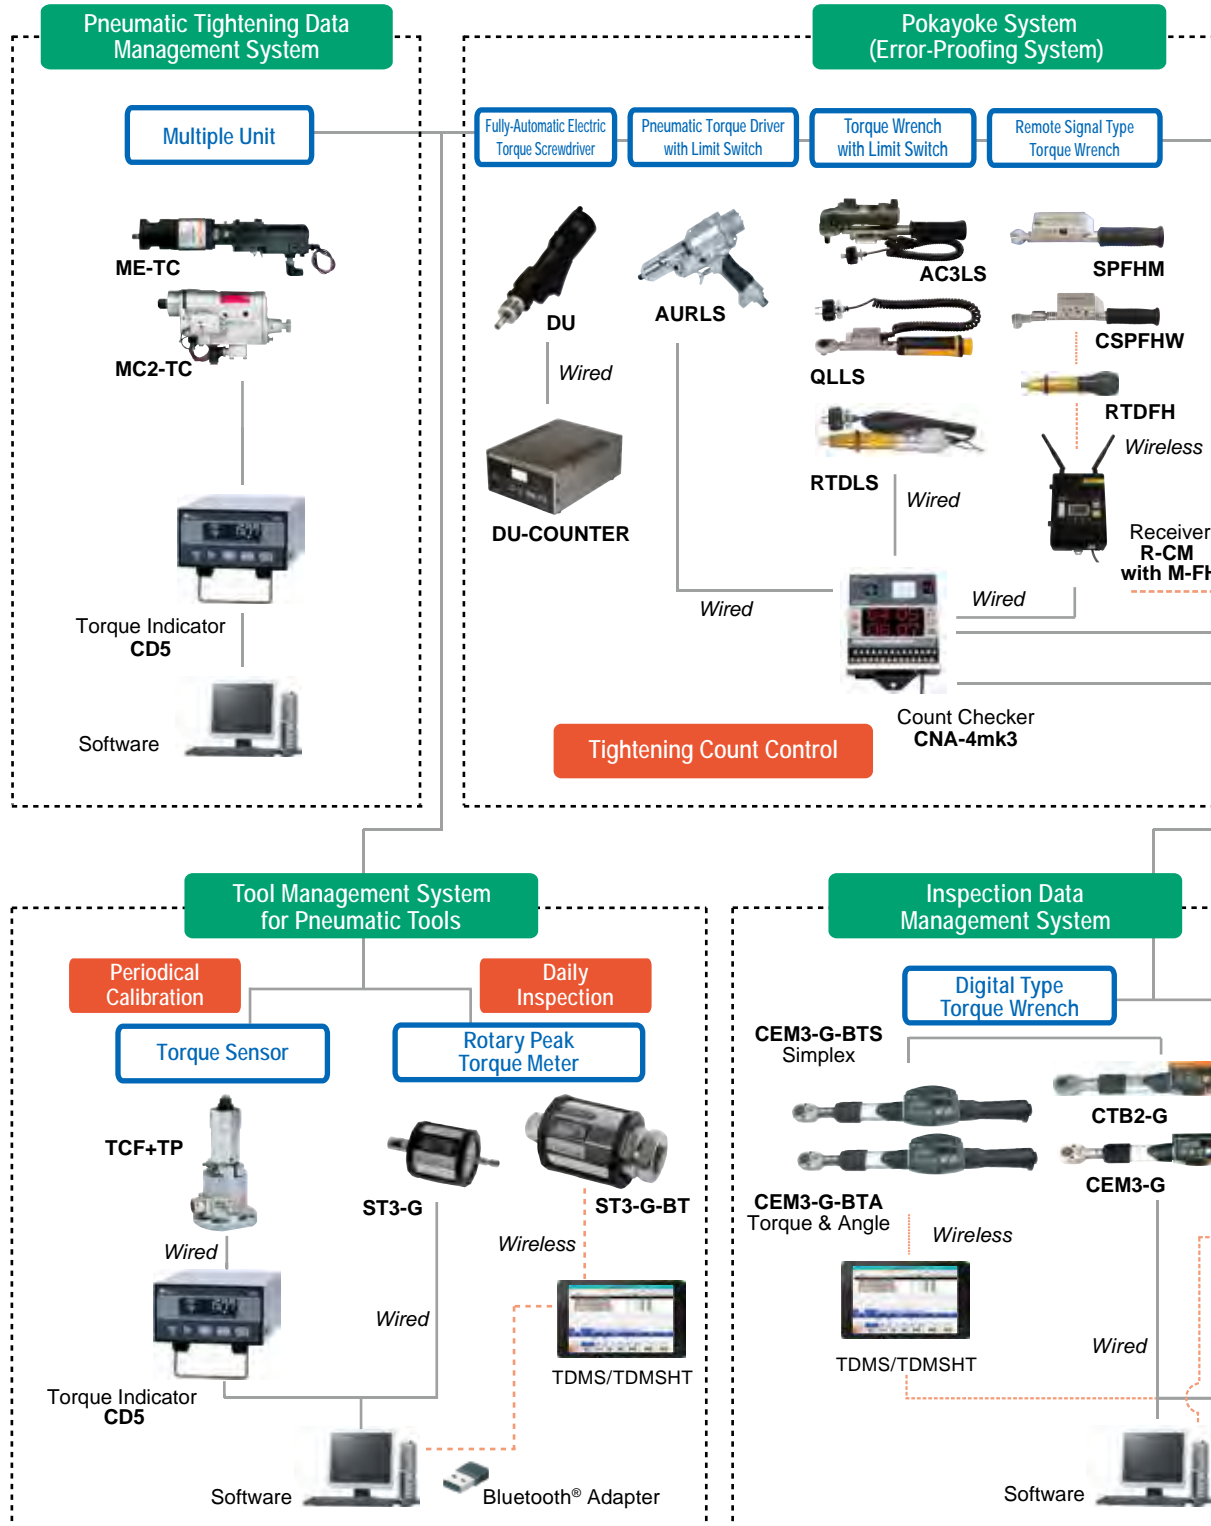 Pneumatic Tightening Data
Management System
Multiple Unit
ME-TC
MC2-TC
Torque Indicator
CD5
Software
Pokayoke System
(Error-Proofing System)
Fully-Automatic Electric
Torque Screwdriver
Pneumatic Torque Driver
with Limit Switch
Torque Wrench
with Limit Switch
Remote Signal Type
Torque Wrench
DU
Wired
DU-COUNTER
AURLS
Wired
AC3LS
QLLS
RTDLS
Wired
SPFHM
CSPFHW
RTDFH
Wireless
Receiver
R-CM
with M-FH
Wired
Count Checker
CNA-4mk3
Tightening Count Control
Tool Management System
for Pneumatic Tools
Periodical
Calibration
Daily
Inspection
Torque Sensor
Rotary Peak
Torque Meter
TCF+TP
Wired
Torque Indicator
CD5
ST3-G
Wired
ST3-G-BT
Wireless
TDMS/TDMSHT
Software
Bluetooth® Adapter
Inspection Data
Management System
Digital Type
Torque Wrench
CEM3-G-BTS
Simplex
CEM3-G-BTA
Torque & Angle
Wireless
TDMS/TDMSHT
CTB2-G
CEM3-G
Wired
Software